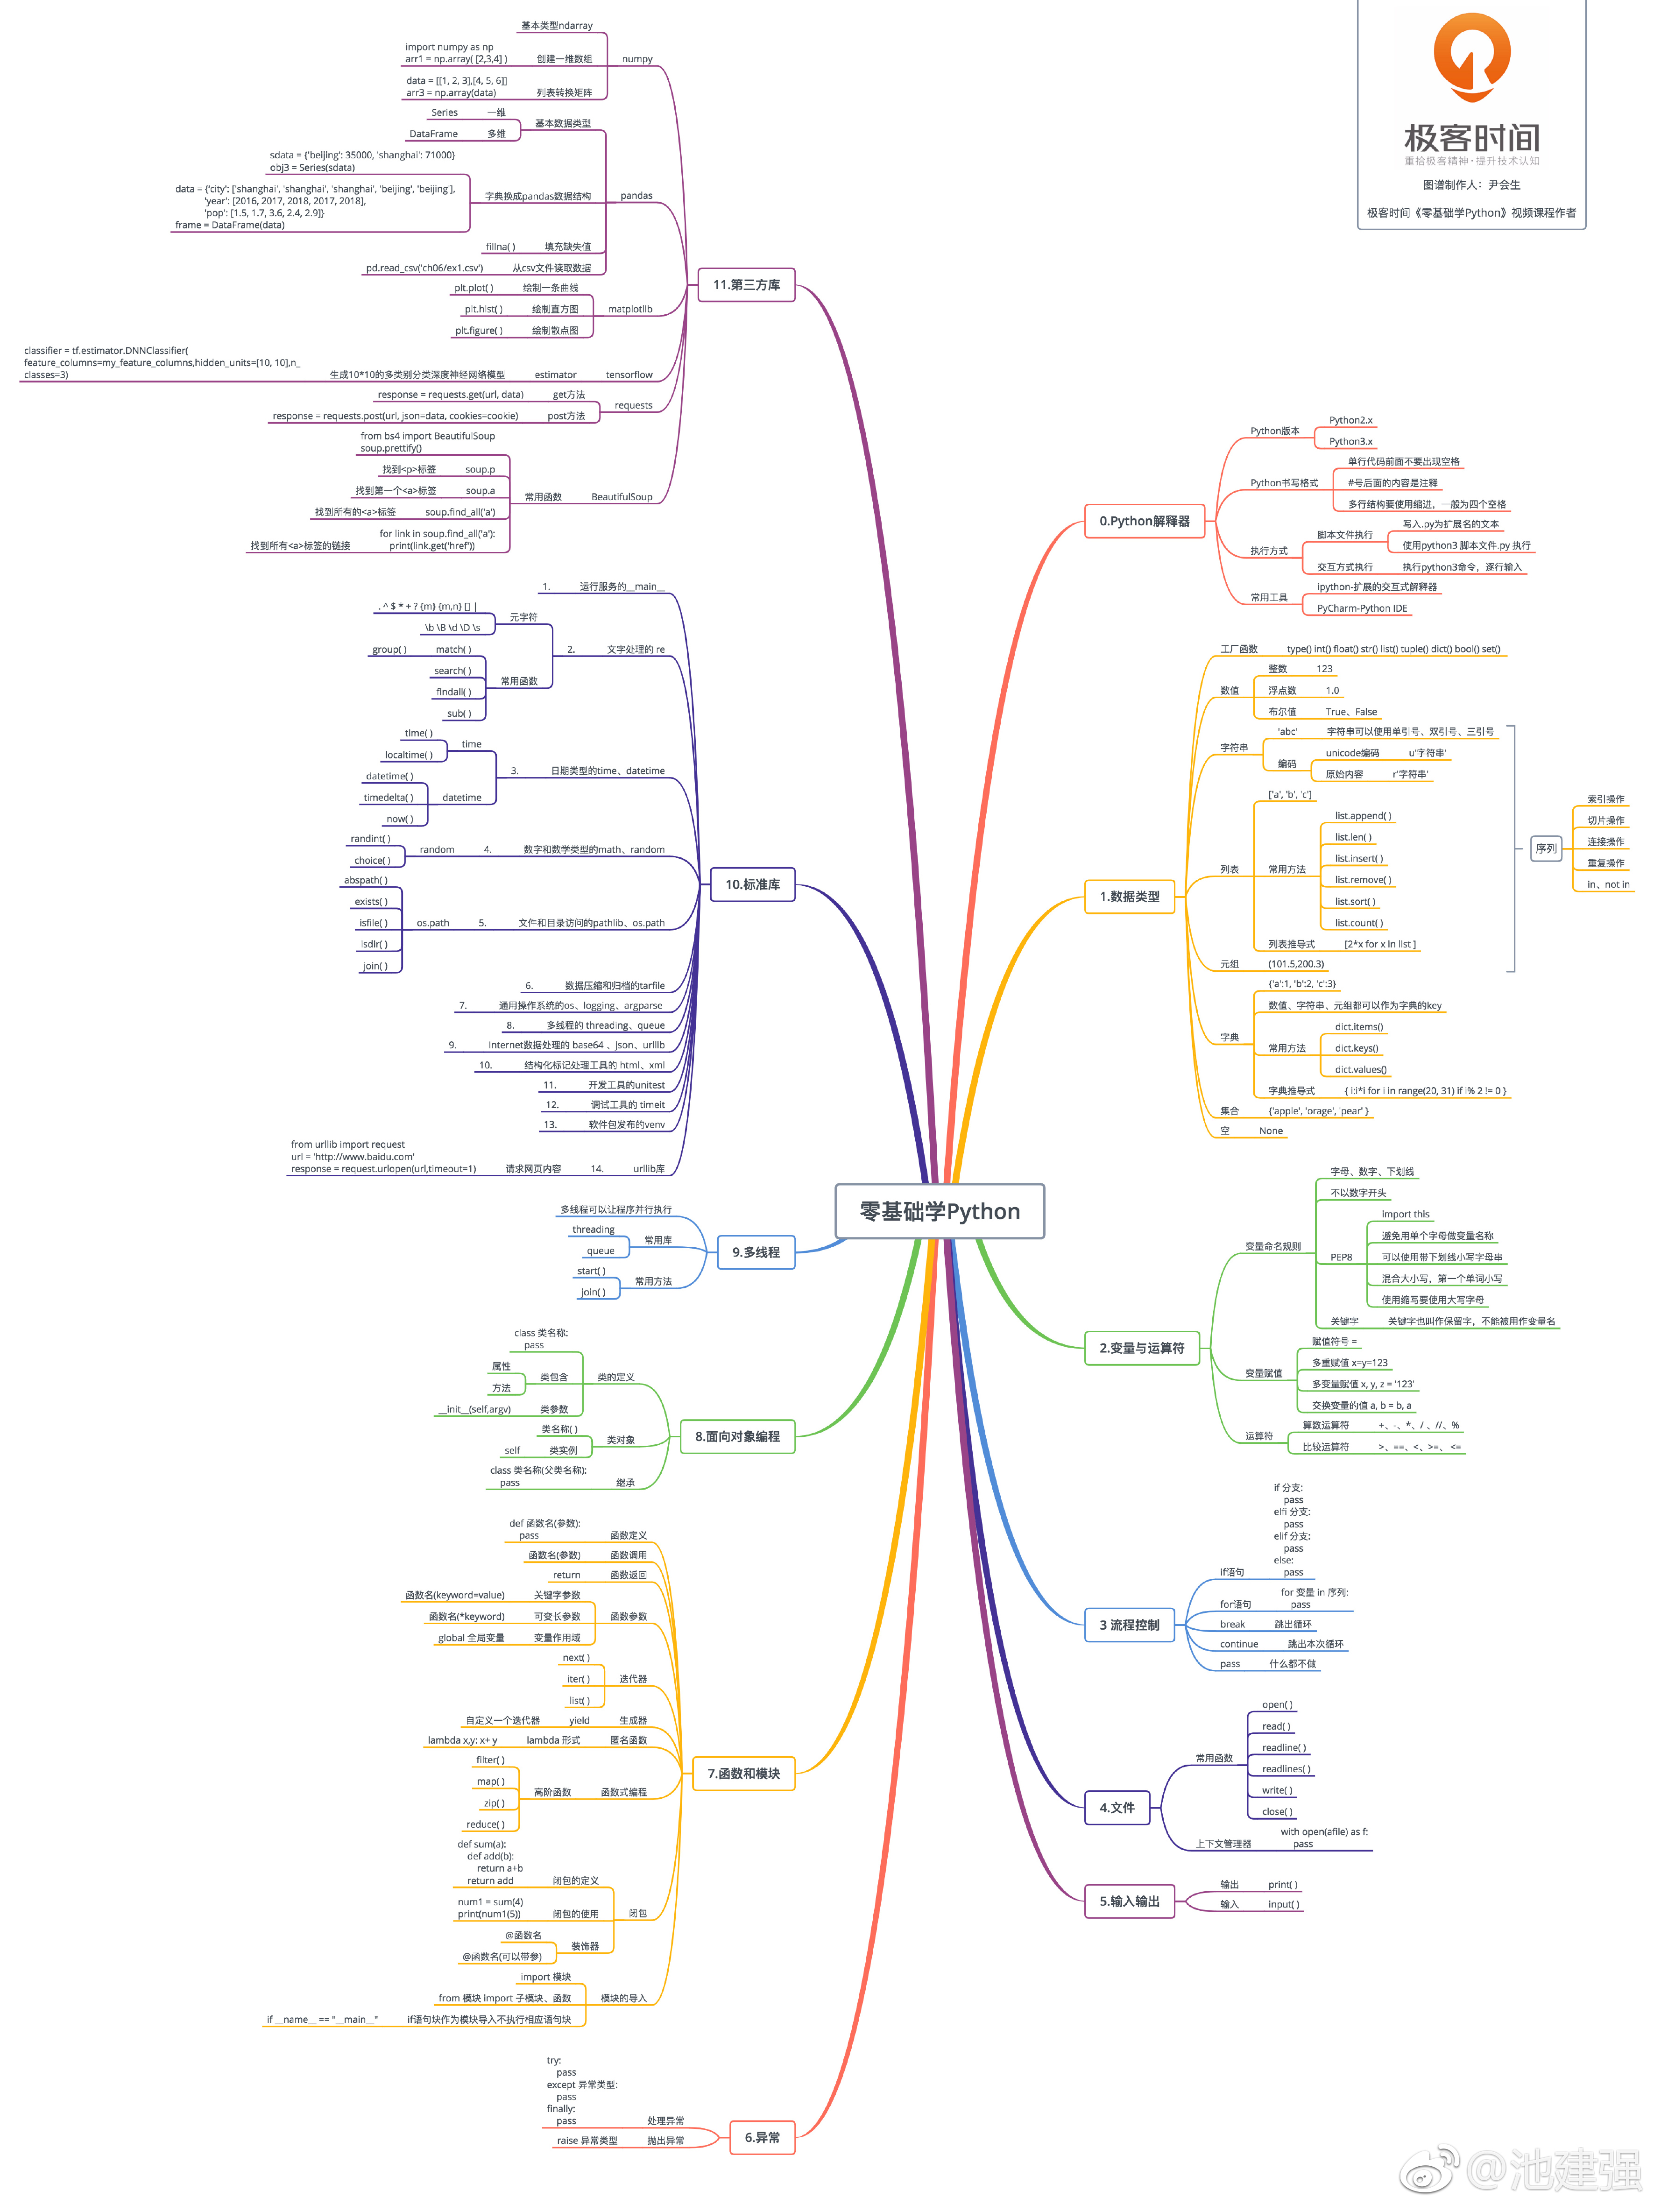 极客时间
重拾极客精神·提升技术认知
图谱制作人：尹会生
极客时间《零基础学Python》视频课程作者
零基础学Python
0.Python解释器
Python版本
Python2.x
Python3.x
Python书写格式
单行代码前面不要出现空格
#号后面的内容是注释
多行结构要使用缩进，一般为四个空格
执行方式
脚本文件执行
写入.py为扩展名的文本
使用python3 脚本文件.py 执行
交互方式执行
执行python3命令，逐行输入
常用工具
ipython-扩展的交互式解释器
PyCharm-Python IDE
1.数据类型
工厂函数
type() int() float() str() list() tuple() dict() bool() set()
数值
整数
123
浮点数
1.0
布尔值
True、False
字符串
'abc'
字符串可以使用单引号、双引号、三引号
编码
unicode编码
u'字符串'
原始内容
r'字符串'
列表
['a', 'b', 'c']
常用方法
list.append( )
list.len( )
list.insert( )
list.remove( )
list.sort( )
list.count( )
列表推导式
[2*x for x in list ]
元组
(101.5,200.3)
序列
索引操作
切片操作
连接操作
重复操作
in、not in
字典
{'a':1, 'b':2, 'c':3}
数值、字符串、元组都可以作为字典的key
常用方法
dict.items()
dict.keys()
dict.values()
字典推导式
{ i:i*i for i in range(20, 31) if i% 2 != 0 }
集合
{'apple', 'orage', 'pear' }
空
None
2.变量与运算符
变量命名规则
字母、数字、下划线
不以数字开头
PEP8
import this
避免用单个字母做变量名称
可以使用带下划线小写字母串
混合大小写，第一个单词小写
使用缩写要使用大写字母
关键字
关键字也叫作保留字，不能被用作变量名
变量赋值
赋值符号 =
多重赋值 x=y=123
多变量赋值 x, y, z = '123'
交换变量的值 a, b = b, a
运算符
算数运算符
+、-、*、/ 、//、%
比较运算符
>、==、<、>=、 <=
3 流程控制
if语句
if 分支:
pass
elfi 分支:
pass
elif 分支:
pass
else:
pass
for语句
for 变量 in 序列:
pass
break
跳出循环
continue
跳出本次循环
pass
什么都不做
4.文件
常用函数
open( )
read( )
readline( )
readlines( )
write( )
close( )
上下文管理器
with open(afile) as f:
pass
5.输入输出
输出
print( )
输入
input( )
11.第三方库
numpy
基本类型ndarray
创建一维数组
import numpy as np
arr1 = np.array( [2,3,4] )
列表转换矩阵
data = [[1, 2, 3],[4, 5, 6]]
arr3 = np.array(data)
pandas
基本数据类型
一维
Series
多维
DataFrame
字典换成pandas数据结构
sdata = {'beijing': 35000, 'shanghai': 71000}
obj3 = Series(sdata)
data = {'city': ['shanghai', 'shanghai', 'shanghai', 'beijing', 'beijing'],
'year': [2016, 2017, 2018, 2017, 2018],
'pop': [1.5, 1.7, 3.6, 2.4, 2.9]}
frame = DataFrame(data)
填充缺失值
fillna( )
从csv文件读取数据
pd.read_csv('ch06/ex1.csv')
matplotlib
绘制一条曲线
plt.plot( )
绘制直方图
plt.hist( )
绘制散点图
plt.figure( )
tensorflow
estimator
生成10*10的多类别分类深度神经网络模型
classifier = tf.estimator.DNNClassifier(
feature_columns=my_feature_columns,hidden_units=[10, 10],n_
classes=3)
requests
get方法
response = requests.get(url, data)
post方法
response = requests.post(url, json=data, cookies=cookie)
BeautifulSoup
常用函数
from bs4 import BeautifulSoup
soup.prettify()
soup.p
找到<p>标签
soup.a
找到第一个<a>标签
soup.find_all('a')
找到所有的<a>标签
for link in soup.find_all('a'):
print(link.get('href'))
找到所有<a>标签的链接
10.标准库
1.
运行服务的__main__
2.
文字处理的 re
元字符
. ^ $ * + ? {m} {m,n} [] |
\b \B \d \D \s
常用函数
match( )
group( )
search( )
findall( )
sub( )
3.
日期类型的time、datetime
time
time( )
localtime( )
datetime
datetime( )
timedelta( )
now( )
4.
数字和数学类型的math、random
random
randint( )
choice( )
5.
文件和目录访问的pathlib、os.path
os.path
abspath( )
exists( )
isfile( )
isdir( )
join( )
6.
数据压缩和归档的tarfile
7.
通用操作系统的os、logging、argparse
8.
多线程的 threading、queue
9.
Internet数据处理的 base64 、json、urllib
10.
结构化标记处理工具的 html、xml
11.
开发工具的unitest
12.
调试工具的 timeit
13.
软件包发布的venv
14.
urllib库
请求网页内容
from urllib import request
url = 'http://www.baidu.com'
response = request.urlopen(url,timeout=1)
9.多线程
多线程可以让程序并行执行
常用库
threading
queue
常用方法
start( )
join( )
8.面向对象编程
类的定义
class 类名称:
pass
类包含
属性
方法
类参数
__init__(self,argv)
类对象
类名称( )
类实例
self
继承
class 类名称(父类名称):
pass
7.函数和模块
函数定义
def 函数名(参数):
pass
函数调用
函数名(参数)
函数返回
return
函数参数
关键字参数
函数名(keyword=value)
可变长参数
函数名(*keyword)
变量作用域
global 全局变量
迭代器
next( )
iter( )
list( )
生成器
yield
自定义一个迭代器
匿名函数
lambda 形式
lambda x,y: x+ y
函数式编程
高阶函数
filter( )
map( )
zip( )
reduce( )
闭包
闭包的定义
def sum(a):
def add(b):
return a+b
return add
闭包的使用
num1 = sum(4)
print(num1(5))
装饰器
@函数名
@函数名(可以带参)
模块的导入
import 模块
from 模块 import 子模块、函数
if语句块作为模块导入不执行相应语句块
if __name__ == "__main__"
6.异常
处理异常
try:
pass
except 异常类型:
pass
finally:
pass
抛出异常
raise 异常类型
@池建强